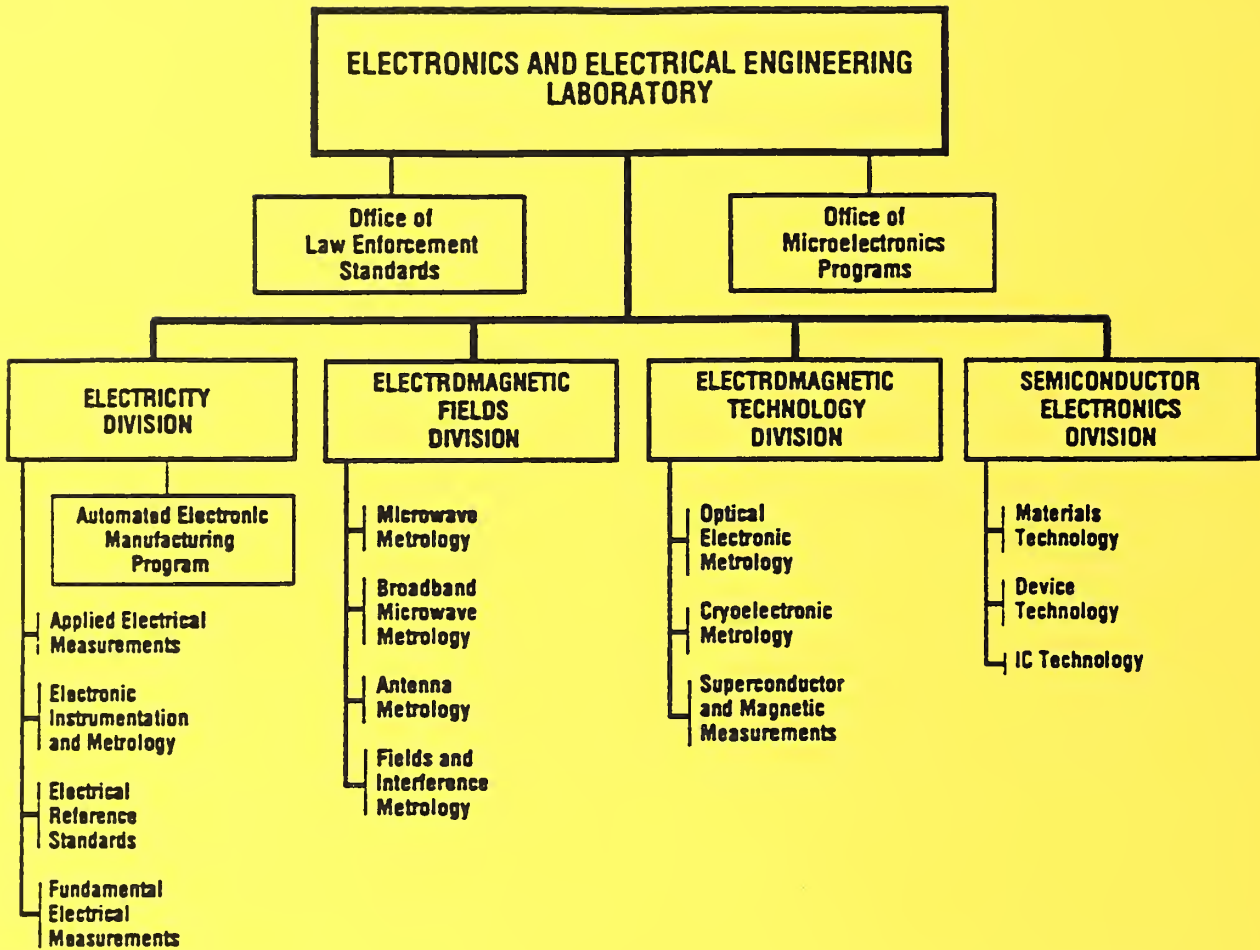 ELECTRONICS AND ELECTRICAL ENGINEERING
LABORATORY
Office of
Law Enforcement
Standards
Office of
Microelectronics
Programs
ELECTRICITY
DIVISION
Automated Electronic
Manufacturing
Program
Applied Electrical
Measurements
Electronic
Instrumentation
and Metrology
Electrical
Reference
Standards
Fundamental
Electrical
Measurements
ELECTROMAGNETIC
FIELDS
DIVISION
Microwave
Metrology
Broadband
Microwave
Metrology
Antenna
Metrology
Fields and
Interference
Metrology
ELECTROMAGNETIC
TECHNOLOGY
DIVISION
Optical
Electronic
Metrology
Cryoelectronic
Metrology
Superconductor
and Magnetic
Measurements
SEMICONDUCTOR
ELECTRONICS
DIVISION
Materials
Technology
Device
Technology
IC Technology